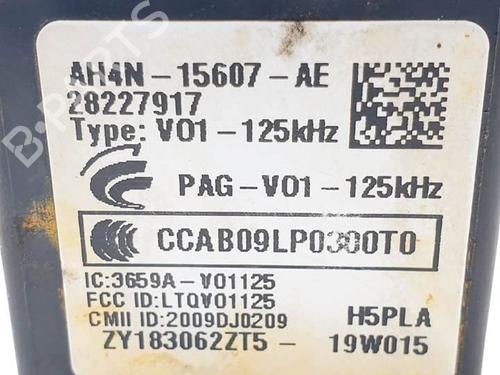 AH4N-15607-AE
28227917
Type: V01-125kHz
PAG-V01-125kHz
CCAB09LP0300T0
IC:3659A-V01125
FCC ID:LTQV01125
CMII ID:2009DJ0209
H5PLA
ZY183062ZT5-19W015
B-PARTS